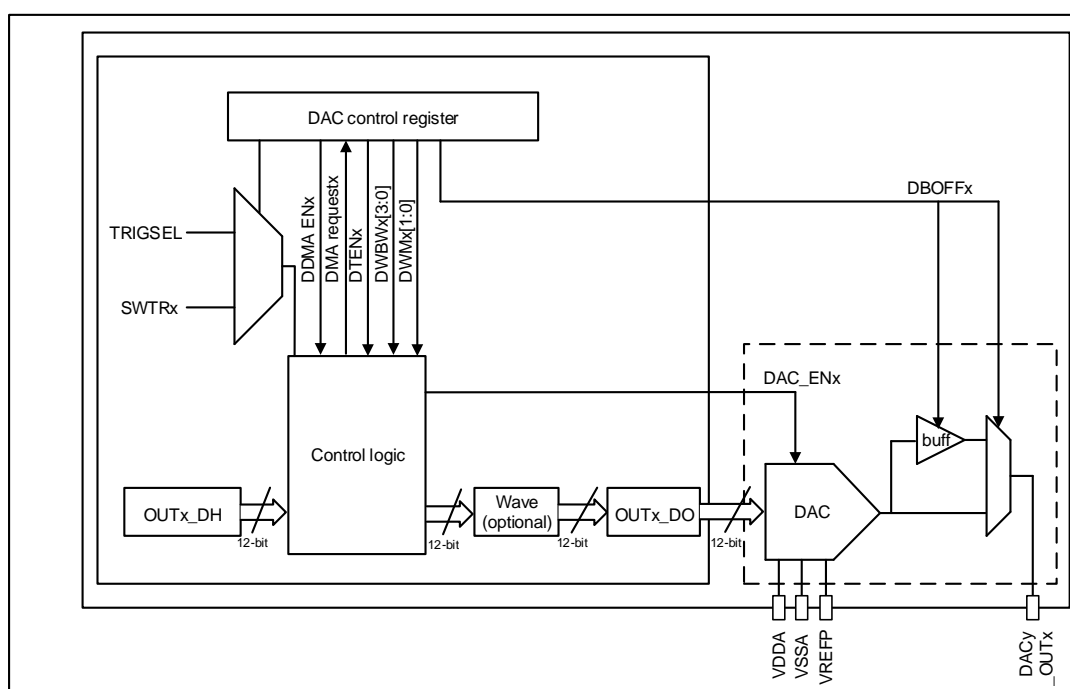 DAC control register
TRIGSEL
SWTRx
DDMA ENx
DMA requestx
DTENx
DWBWx[3:0]
DWMx[1:0]
DBOFFx
DAC_ENx
buff
Control logic
OUTx_DH
12-bit
12-bit
Wave
(optional)
12-bit
OUTx_DO
12-bit
DAC
VDDA
VSSA
VREFP
DACy
_OUTx